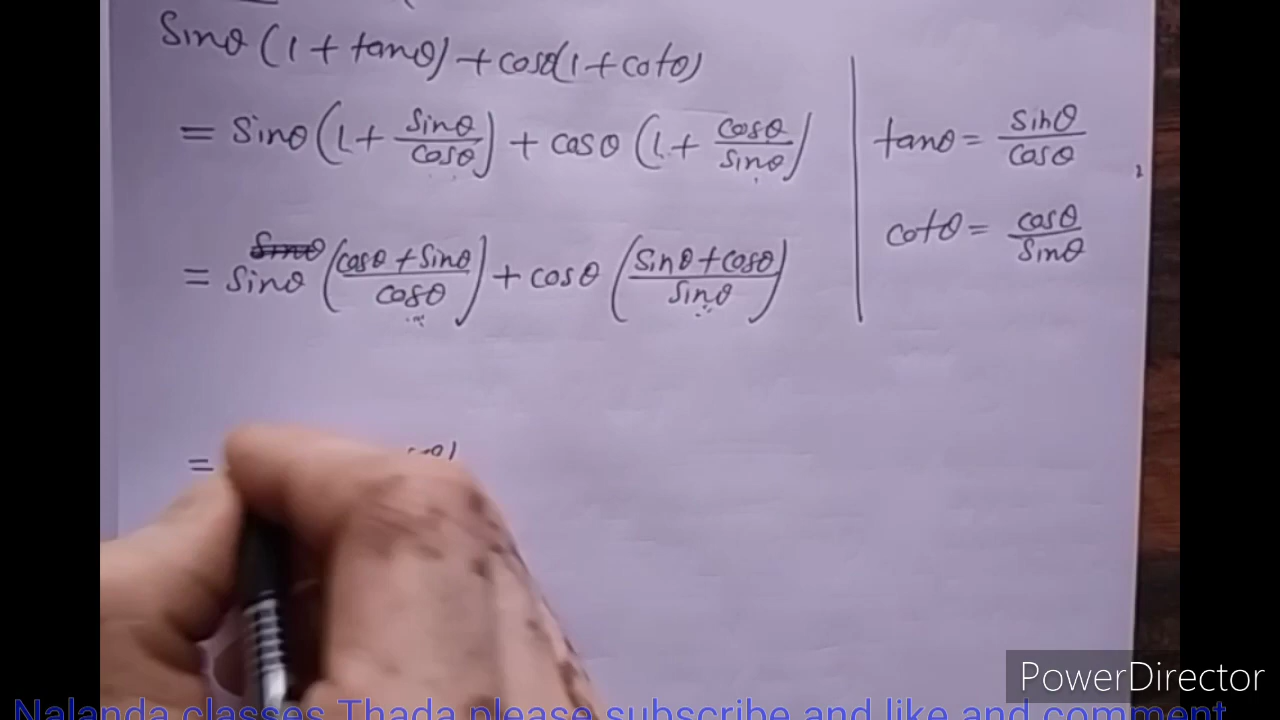 Sinθ (1 + tanθ) + cosθ(1 + cotθ)
= Sinθ (1 + Sinθ/Cosθ) + cosθ (1 + Cosθ/Sinθ)
tanθ = Sinθ/Cosθ
cotθ = Cosθ/Sinθ
Sinθ
= Sinθ (Cosθ + Sinθ/Cosθ) + Cosθ (Sinθ + Cosθ/Sinθ)
=
PowerDirector
Nalanda classes Thada please subscribe and like and comment